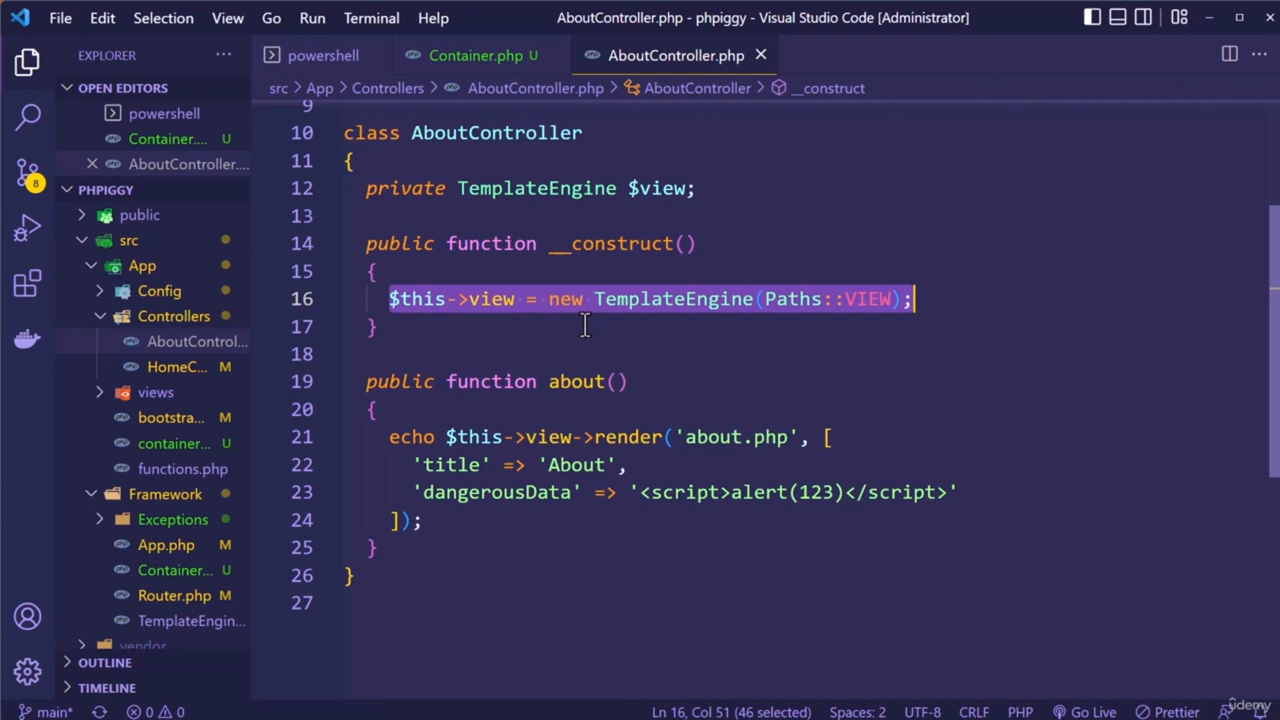 File Edit Selection View Go Run Terminal Help AboutController.php - phpiggy - Visual Studio Code [Administrator]
EXPLORER ...
powershell Container.php U AboutController.php
OPEN EDITORS
powershell
Container.... U
AboutController....
src > App > Controllers > AboutController.php > AboutController > __construct
PHPIGGY
public
src
App
Config
Controllers
AboutControl...
HomeC... M
views
bootstra... M
container... U
functions.php
Framework
Exceptions
App.php M
Container... U
Router.php M
TemplateEngin...
vendor
OUTLINE
TIMELINE
8
9
10 class AboutController
11 {
12 private TemplateEngine $view;
13
14 public function __construct()
15 {
16 $this->view = new TemplateEngine(Paths::VIEW);
17 }
18
19 public function about()
20 {
21 echo $this->view->render('about.php', [
22 'title' => 'About',
23 'dangerousData' => '<script>alert(123)</script>'
24 ]);
25 }
26 }
27
main* 0 0 Ln 16, Col 51 (46 selected) Spaces: 2 UTF-8 CRLF PHP Go Live Prettier
ûdemy